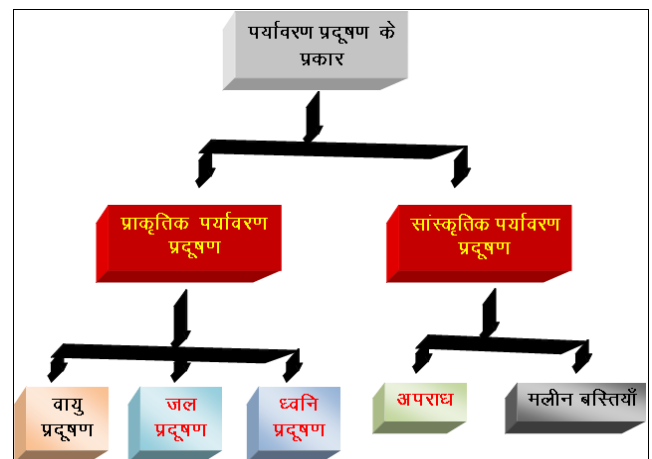 पर्यावरण प्रदूषण के
प्रकार
प्राकृतिक पर्यावरण
प्रदूषण
सांस्कृतिक पर्यावरण
प्रदूषण
वायु
प्रदूषण
जल
प्रदूषण
ध्वनि
प्रदूषण
अपराध
मलीन बस्तियाँ